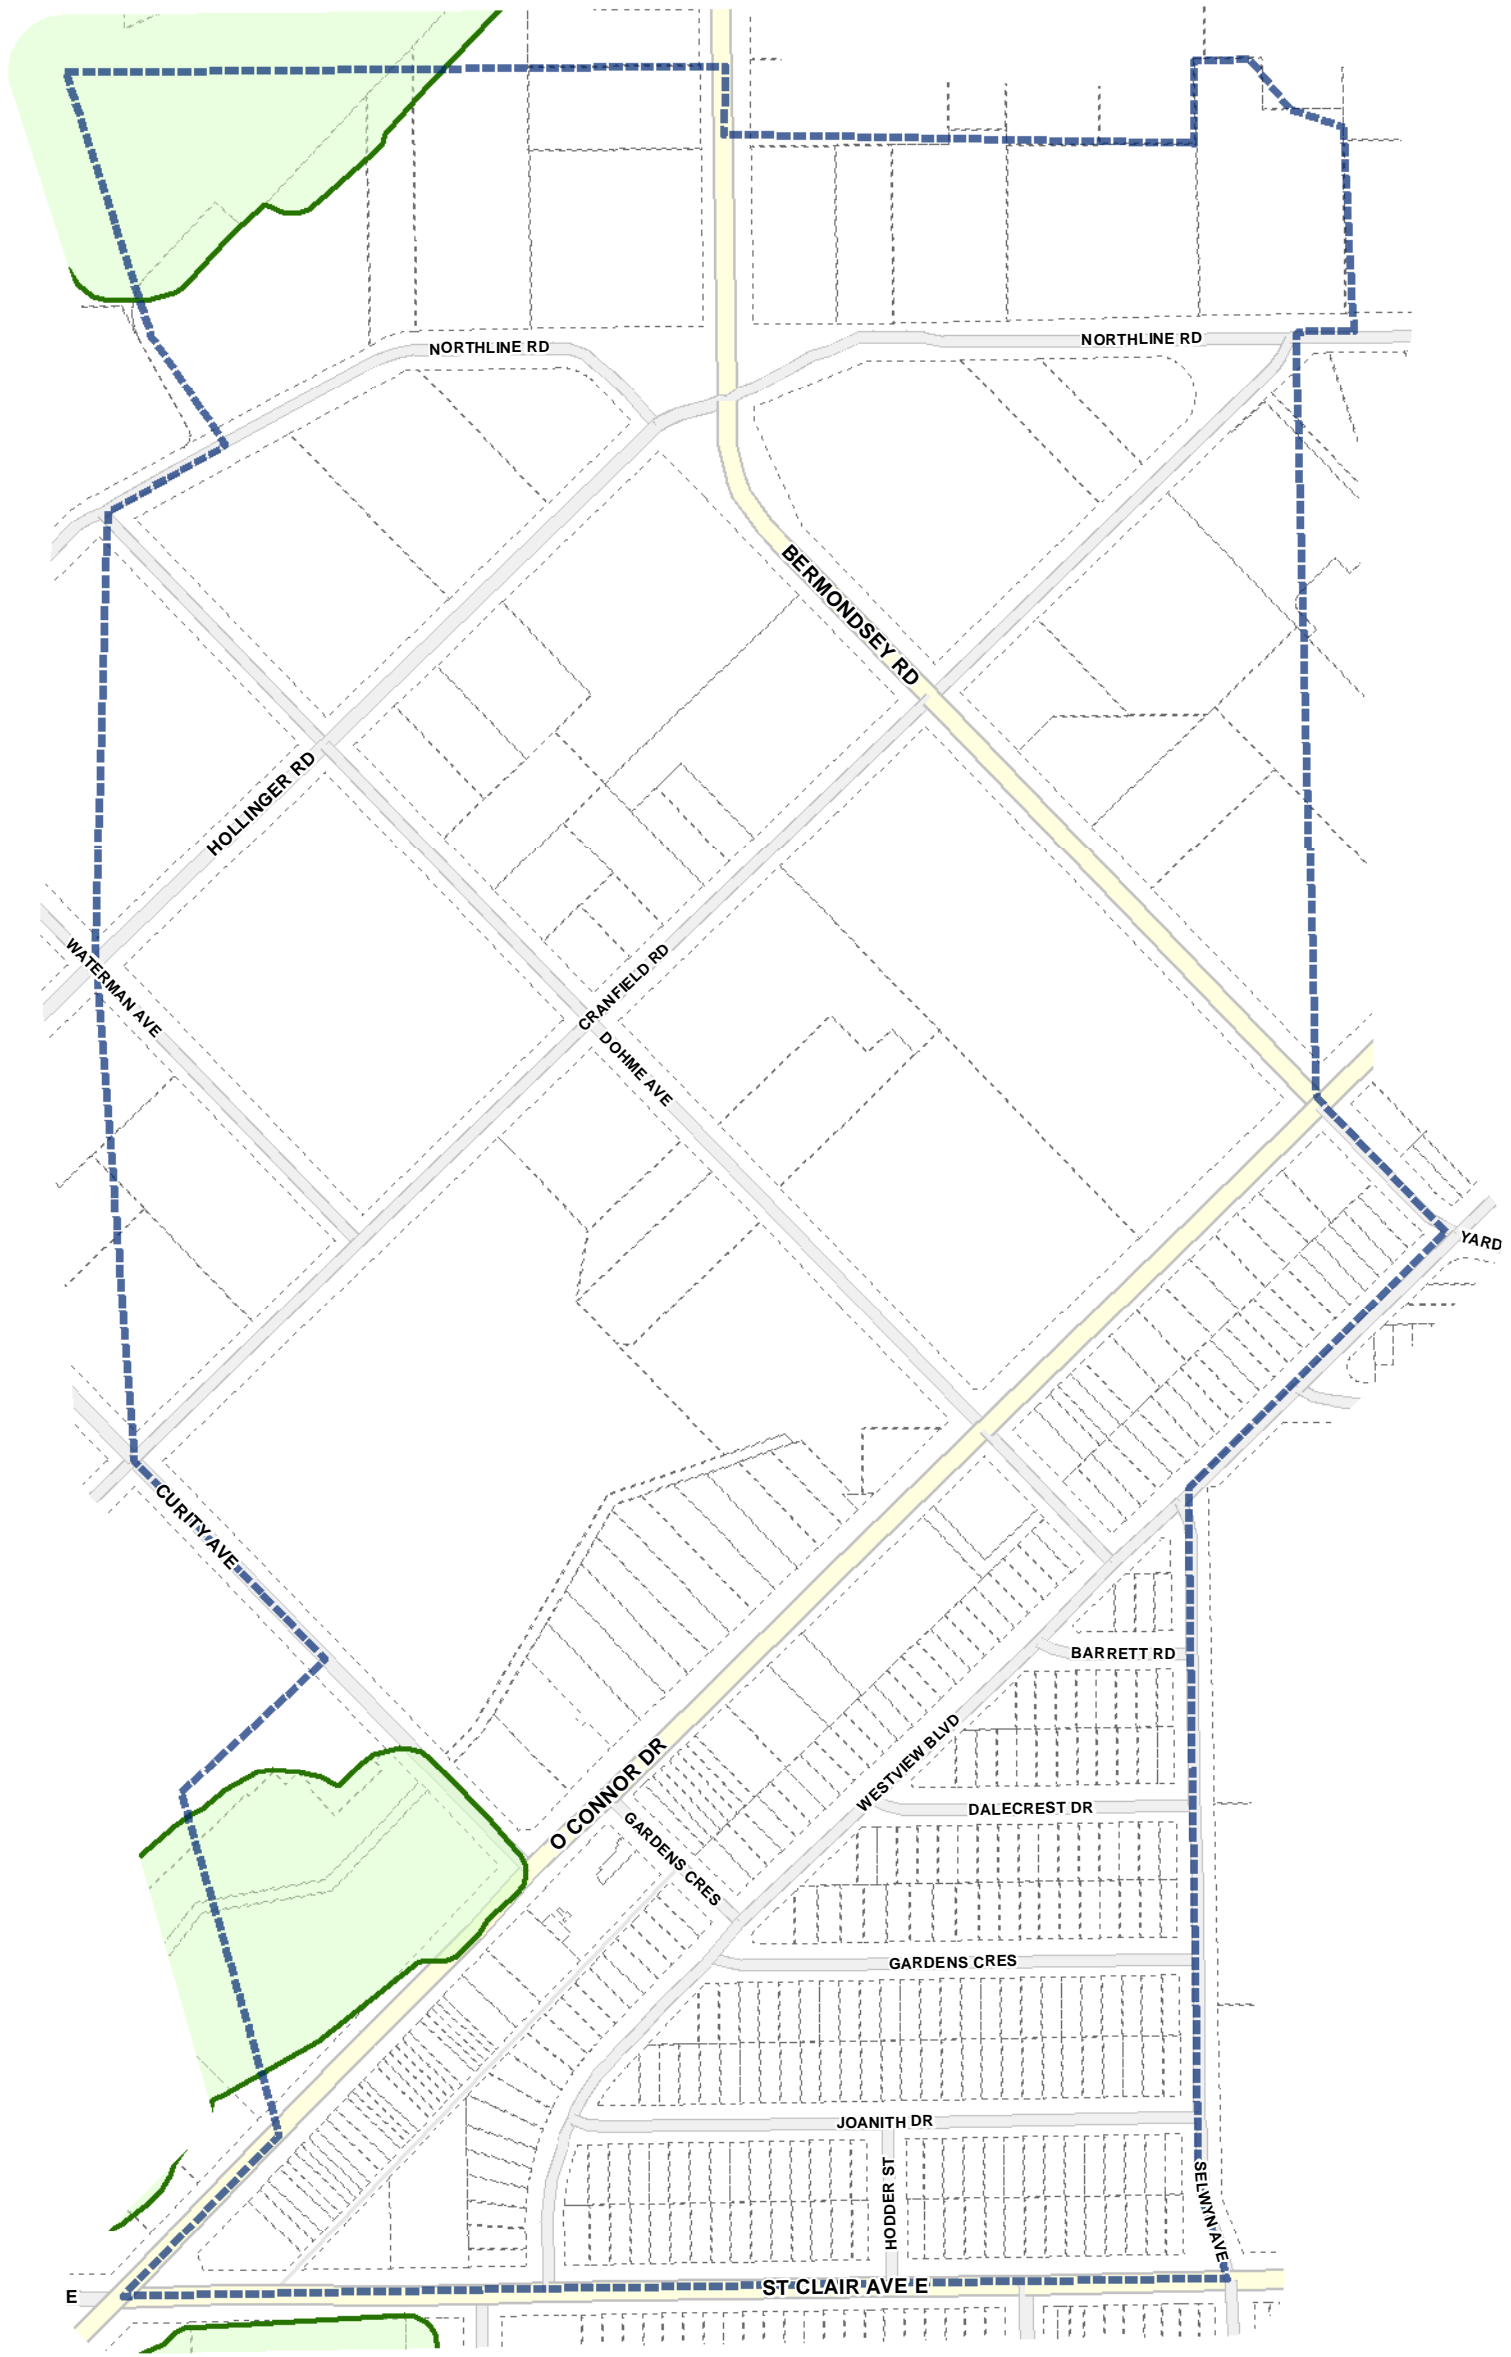 NORTHLINE RD
NORTHLINE RD
BERMONDSEY RD
HOLLINGER RD
WATERMAN AVE
CRANFIELD RD
DOHME AVE
YARD
CURITY AVE
BARRETT RD
WESTVIEW BLVD
O CONNOR DR
DALECREST DR
GARDENS CRES
GARDENS CRES
JOANITH DR
HODDER ST
SELWYN AVE
ST CLAIR AVE E
E